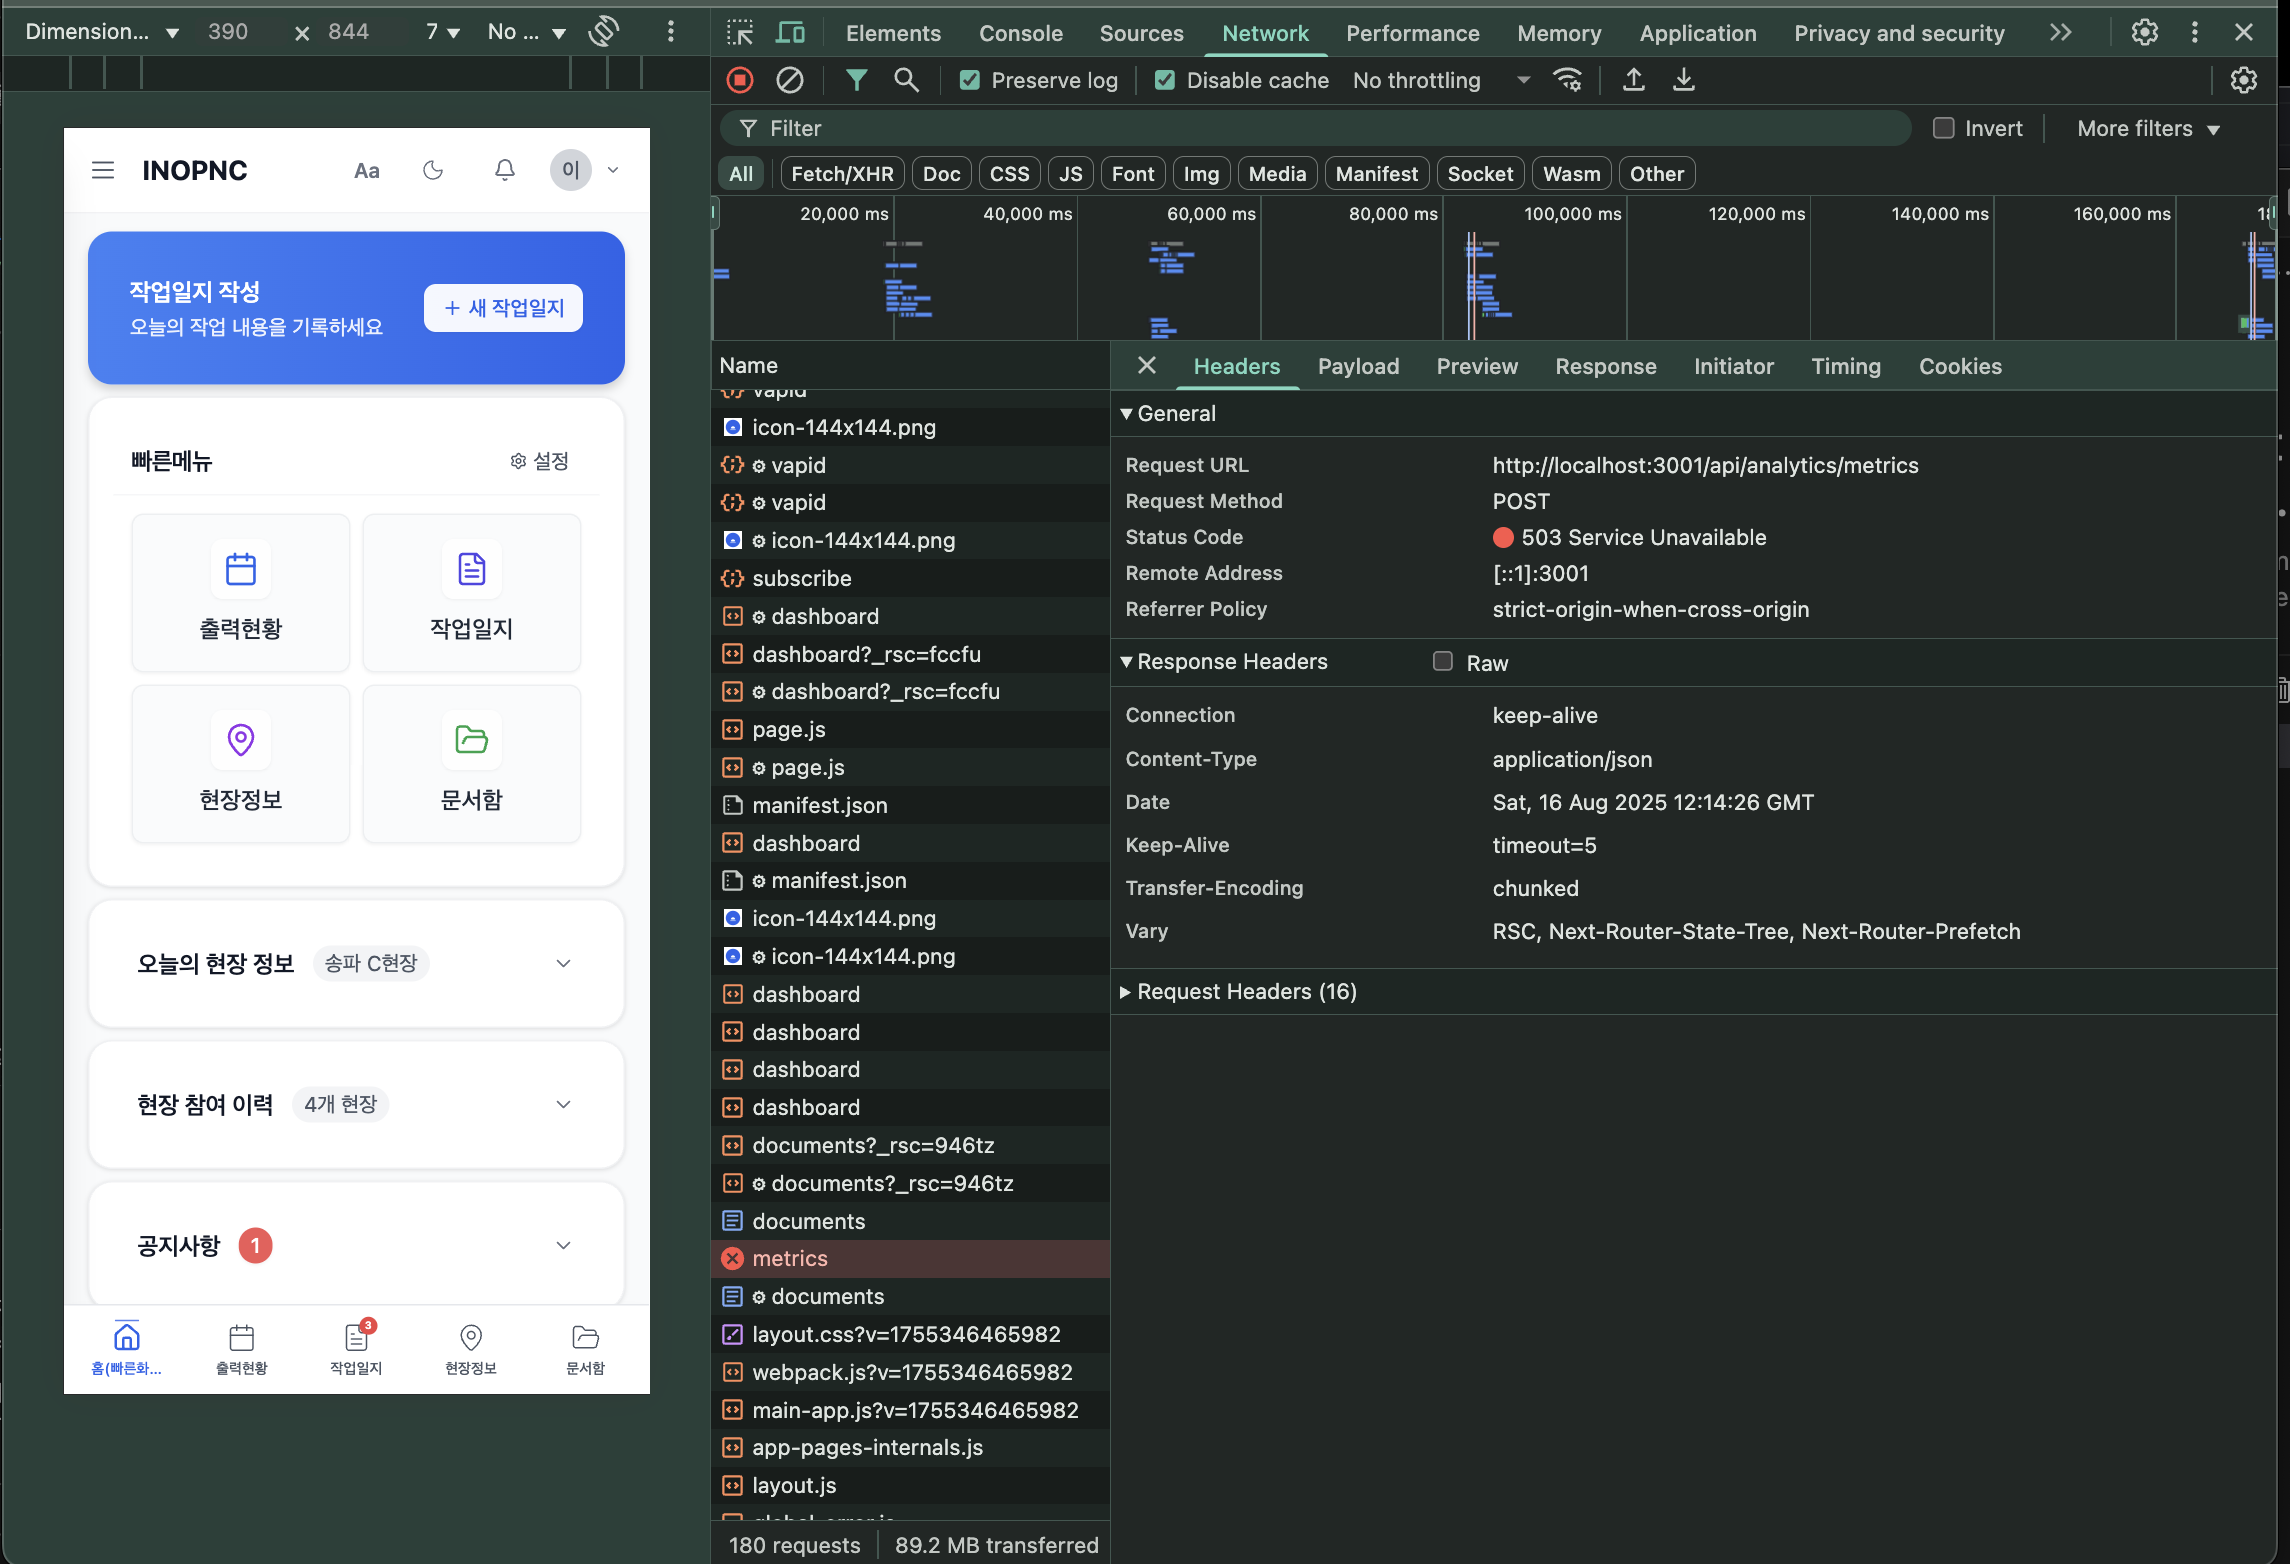 Dimension...
390
×
844
7
No ...
Elements
Console
Sources
Network
Performance
Memory
Application
Privacy and security
Preserve log
Disable cache
No throttling
Filter
Invert
More filters
All
Fetch/XHR
Doc
CSS
JS
Font
Img
Media
Manifest
Socket
Wasm
Other
20,000 ms
40,000 ms
60,000 ms
80,000 ms
100,000 ms
120,000 ms
140,000 ms
160,000 ms
INOPNC
Aa
이
작업일지 작성
오늘의 작업 내용을 기록하세요
+ 새 작업일지
빠른메뉴
설정
출력현황
작업일지
현장정보
문서함
오늘의 현장 정보
송파 C현장
현장 참여 이력
4개 현장
공지사항
1
홈(빠른화...
출력현황
3
작업일지
현장정보
문서함
Name
vapid
icon-144x144.png
vapid
vapid
icon-144x144.png
subscribe
dashboard
dashboard?_rsc=fccfu
dashboard?_rsc=fccfu
page.js
page.js
manifest.json
dashboard
manifest.json
icon-144x144.png
icon-144x144.png
dashboard
dashboard
dashboard
dashboard
documents?_rsc=946tz
documents?_rsc=946tz
documents
metrics
documents
layout.css?v=1755346465982
webpack.js?v=1755346465982
main-app.js?v=1755346465982
app-pages-internals.js
layout.js
180 requests
89.2 MB transferred
Headers
Payload
Preview
Response
Initiator
Timing
Cookies
General
Request URL
http://localhost:3001/api/analytics/metrics
Request Method
POST
Status Code
503 Service Unavailable
Remote Address
[::1]:3001
Referrer Policy
strict-origin-when-cross-origin
Response Headers
Raw
Connection
keep-alive
Content-Type
application/json
Date
Sat, 16 Aug 2025 12:14:26 GMT
Keep-Alive
timeout=5
Transfer-Encoding
chunked
Vary
RSC, Next-Router-State-Tree, Next-Router-Prefetch
Request Headers (16)